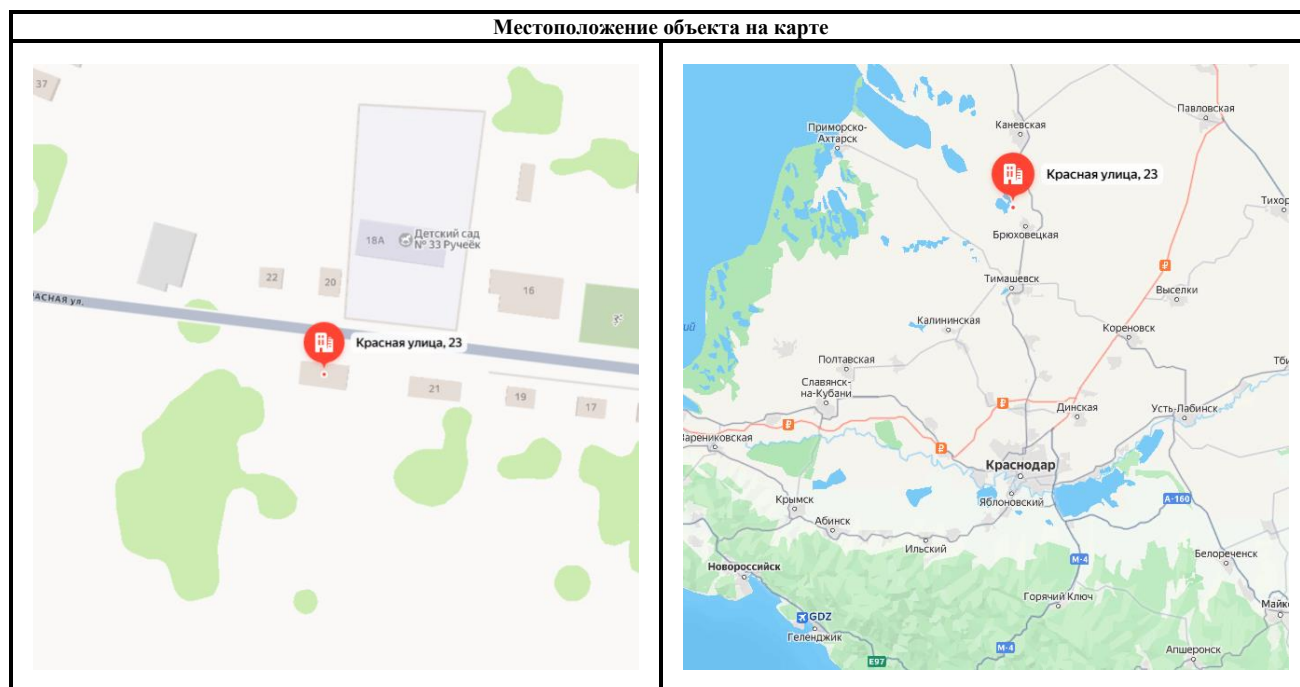 Местоположение объекта на карте
37
Детский сад
№ 33 Ручеёк
18А
22
20
16
АСНАЯ ул.
Красная улица, 23
21
19
17
Павловская
Каневская
Приморско-
Ахтарск
Красная улица, 23
Тихор
Брюховецкая
Тимашевск
Выселки
Калининская
Кореновск
ий
Полтавская
Тби
Славянск-
на-Кубани
Динская
Усть-Лабинск
Варениковская
Краснодар
Крымск
Яблоновский
А-160
Абинск
Ильский
Белореченск
М-4
Новороссийск
Горячий Ключ
Майко
GDZ
Геленджик
М-4
Апшеронск
E97